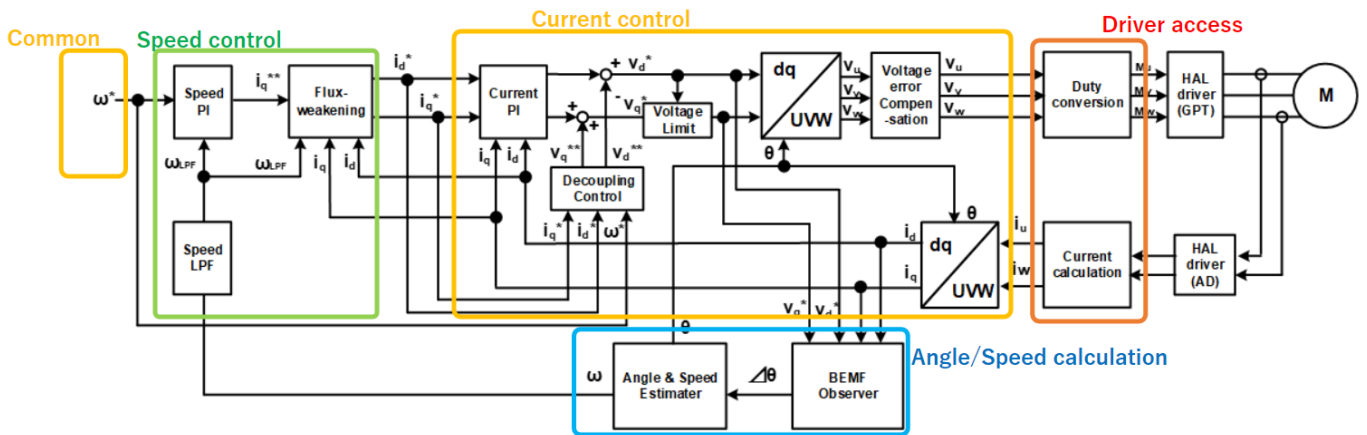 Common
Speed control
Current control
Driver access
ω*
Speed
PI
iq**
Flux-
weakening
id*
iq*
Current
PI
+
vd*
-
+
+
vq*
Voltage
Limit
dq
UVW
Vu
Vv
Vw
Voltage
error
Compen
-sation
Vu
Vv
Vw
Duty
conversion
Mu
Mv
Mw
HAL
driver
(GPT)
M
ωLPF
ωLPF
iq
id
iq
id
vq**
vd**
θ
Decoupling
Control
iq*
id*
ω*
Speed
LPF
θ
id
iq
dq
UVW
iu
iw
Current
calculation
HAL
driver
(AD)
vq*
vd*
θ
Angle/Speed calculation
ω
Angle & Speed
Estimater
⊿θ
BEMF
Observer